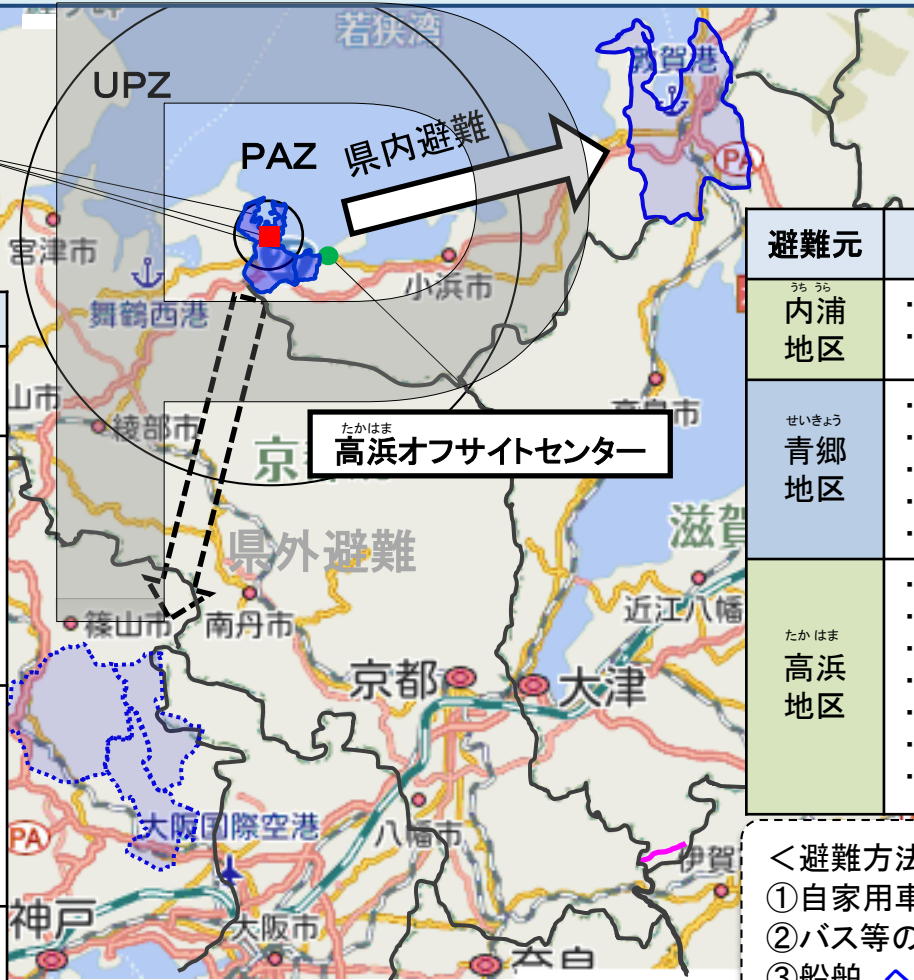 若狭湾
敦賀港
UPZ
PAZ
県内避難
PA
宮津市
小浜市
舞鶴西港
山市
綾部市
京
たかはま
高浜オフサイトセンター
滋賀
県外避難
近江八幡
篠山市
南丹市
京都
大津
大阪国際空港
八幡市
PA
伊賀
神戸
大阪市
避難元
うち うら
内浦
地区
・
・
せいきょう
青郷
地区
・
・
・
・
・
たか はま
高浜
地区
・
・
・
・
・
・
・
＜避難方法
①自家用車
②バス等の
③船舶